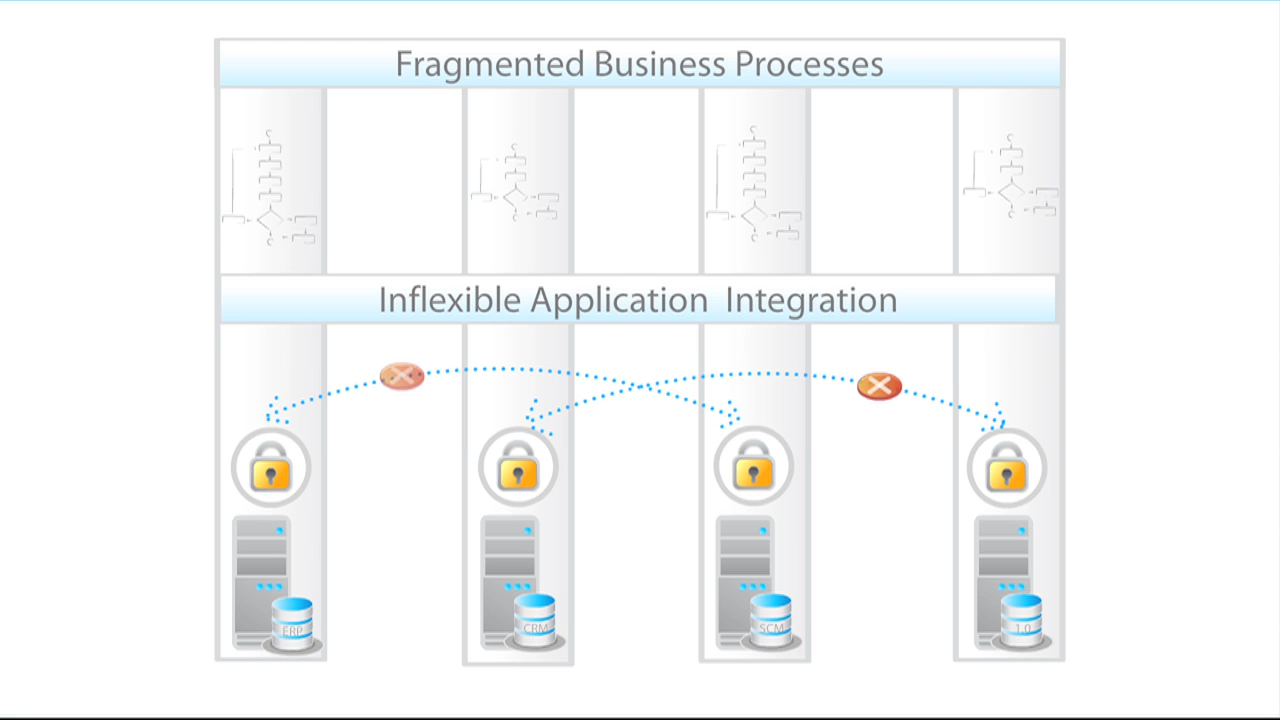 Fragmented Business Processes
Inflexible Application Integration
ERP
CRM
SCM
1.0